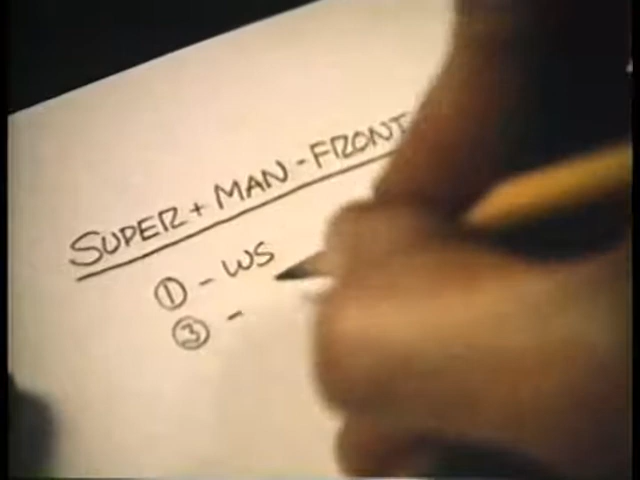 SUPER + MAN - FRONT
① - WS
③ -